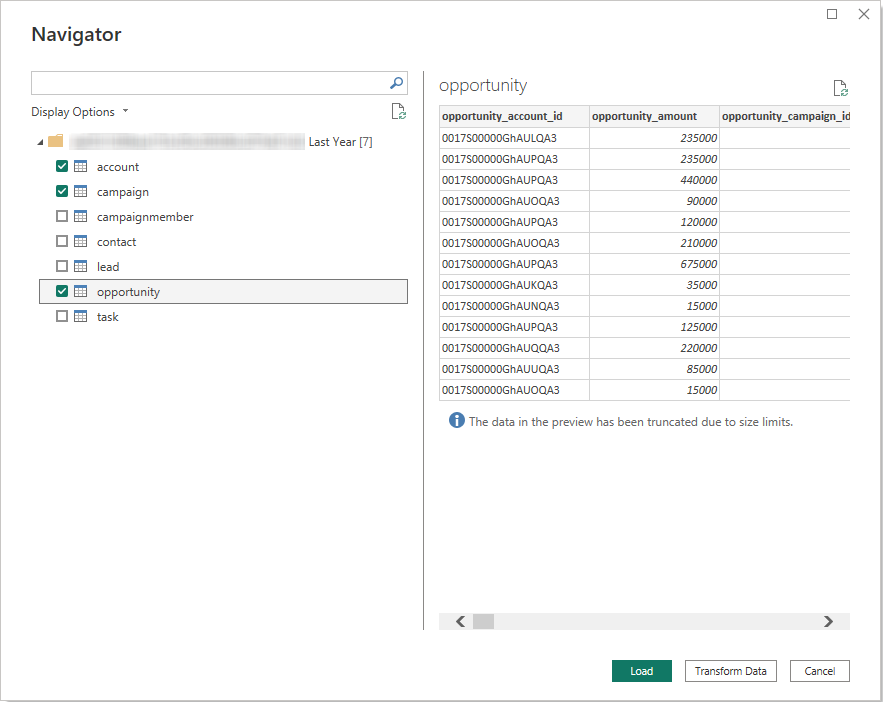 Navigator
Display Options
Last Year [7]
account
campaign
campaignmember
contact
lead
opportunity
task
opportunity
opportunity_account_id opportunity_amount opportunity_campaign_id
0017S00000GhAULQA3 235000
0017S00000GhAUPQA3 235000
0017S00000GhAUPQA3 440000
0017S00000GhAUOQA3 90000
0017S00000GhAUPQA3 120000
0017S00000GhAUOQA3 210000
0017S00000GhAUPQA3 675000
0017S00000GhAUKQA3 35000
0017S00000GhAUNQA3 15000
0017S00000GhAUPQA3 125000
0017S00000GhAUQQA3 220000
0017S00000GhAUUQA3 85000
0017S00000GhAUOQA3 15000
The data in the preview has been truncated due to size limits.
Load Transform Data Cancel